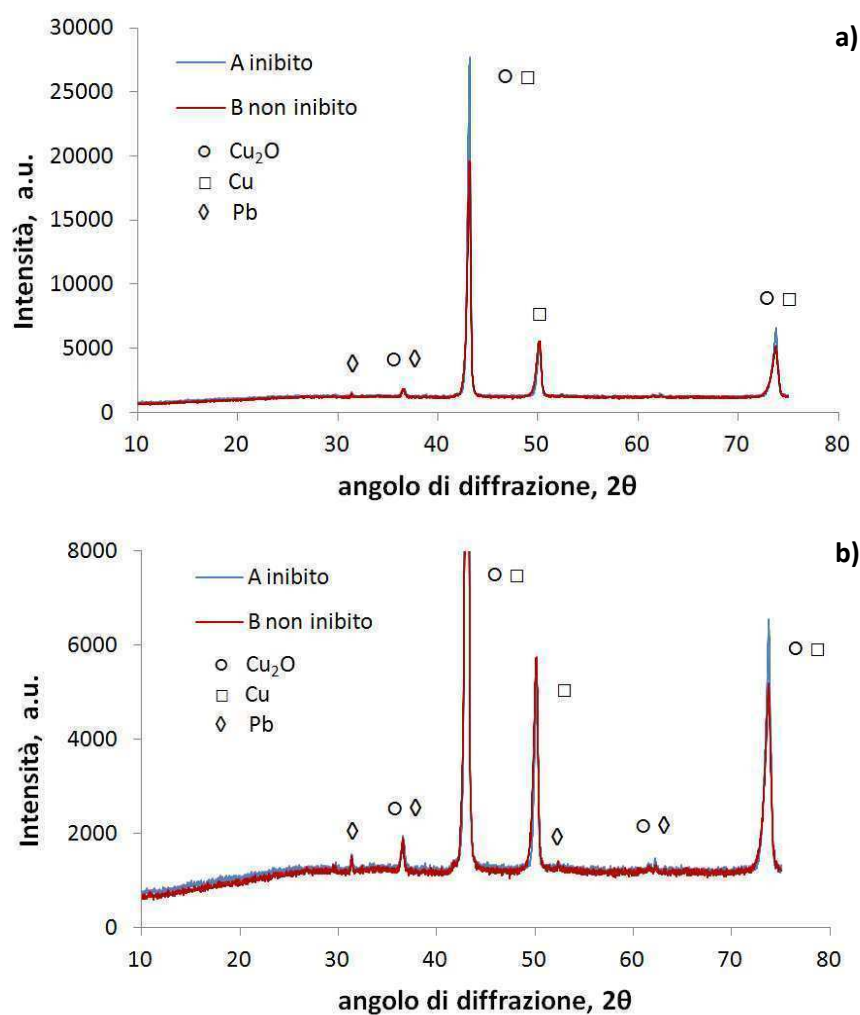 a)
30000
25000
20000
15000
10000
5000
0
Intensità, a.u.
A inibito
B non inibito
○ Cu₂O
□ Cu
◊ Pb
○ □
□
○ □
◊
○ ◊
10 20 30 40 50 60 70 80
angolo di diffrazione, 2θ
b)
8000
6000
4000
2000
0
Intensità, a.u.
A inibito
B non inibito
○ Cu₂O
□ Cu
◊ Pb
○ □
□
○ □
◊
○ ◊
◊
○ ◊
10 20 30 40 50 60 70 80
angolo di diffrazione, 2θ